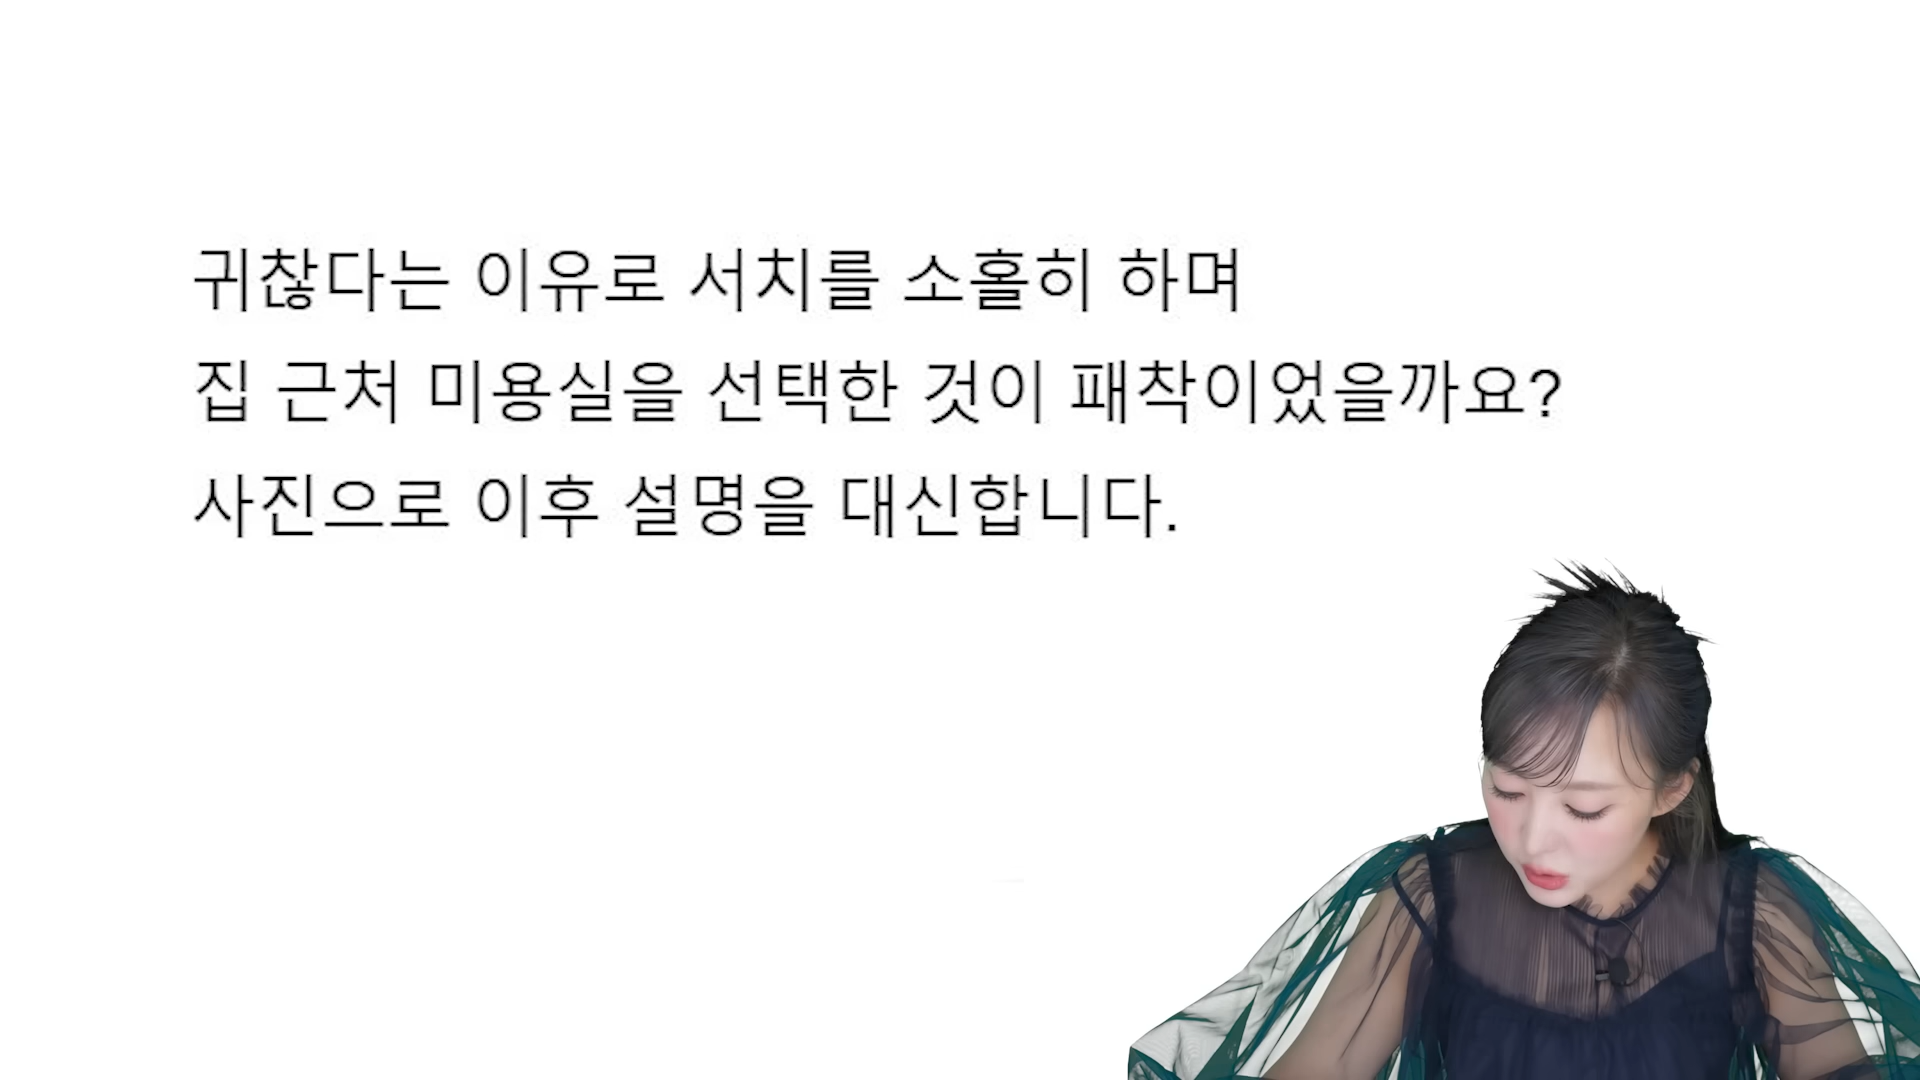 귀찮다는 이유로 서치를 소홀히 하며
집 근처 미용실을 선택한 것이 패착이었을까요?
사진으로 이후 설명을 대신합니다.